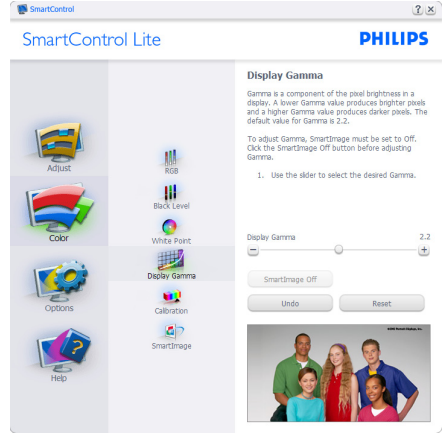 SmartControl
SmartControl Lite
PHILIPS
Adjust
Color
Options
Help
RGB
Black Level
White Point
Display Gamma
Calibration
SmartImage
Display Gamma
Gamma is a component of the pixel brightness in a
display. A lower Gamma value produces brighter pixels
and a higher Gamma value produces darker pixels. The
default value for Gamma is 2.2.
To adjust Gamma, SmartImage must be set to Off.
Click the SmartImage Off button before adjusting
Gamma.
1. Use the slider to select the desired Gamma.
Display Gamma 2.2
SmartImage Off
Undo Reset